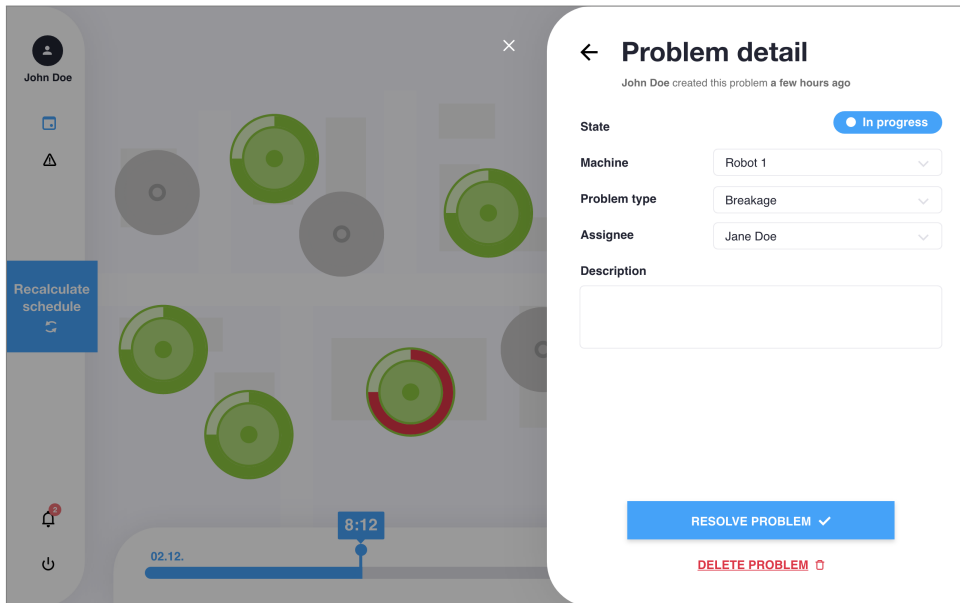 John Doe
Recalculate
schedule
2
8:12
02.12.
Problem detail
John Doe created this problem a few hours ago
State
In progress
Machine
Robot 1
Problem type
Breakage
Assignee
Jane Doe
Description
RESOLVE PROBLEM
DELETE PROBLEM